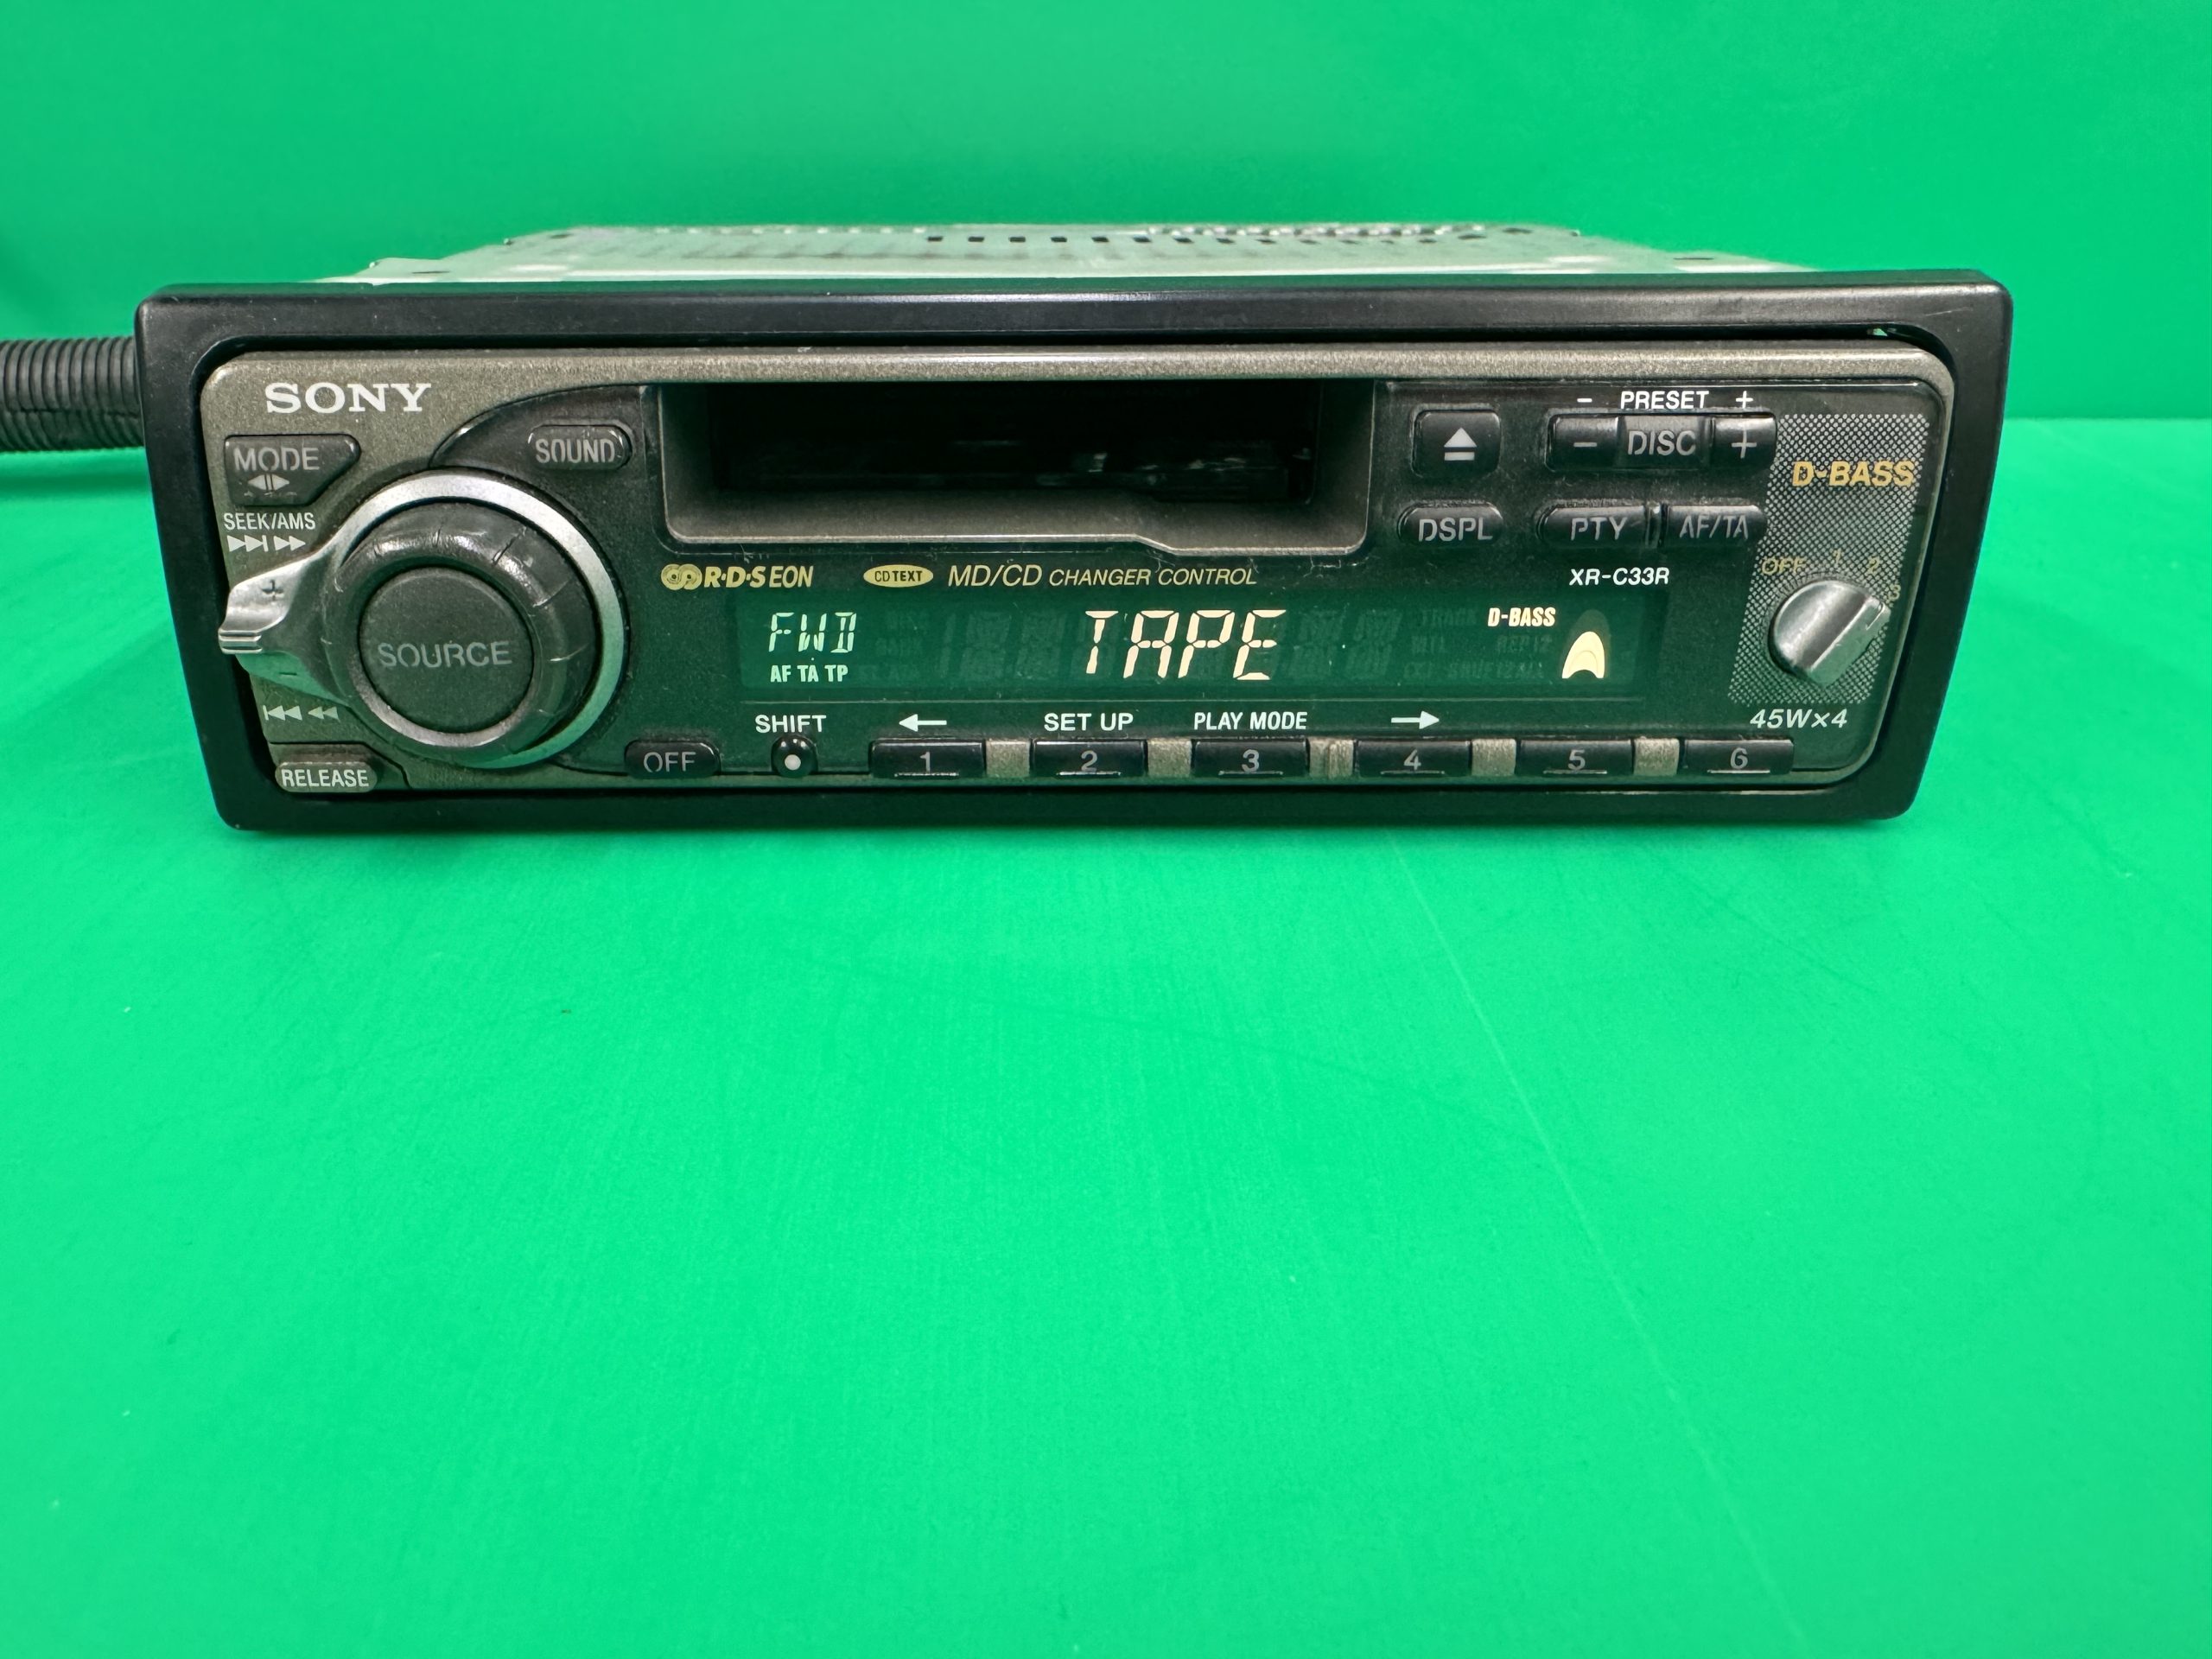 SONY
MODE
SOUND
SEEK/AMS
+
SOURCE
-
RELEASE
- PRESET +
- DISC +
D-BASS
DSPL
PTY
AF/TA
R·D·S EON
CD TEXT
MD/CD CHANGER CONTROL
XR-C33R
OFF 1 2 3
FWD
TAPE
D-BASS
AF TA TP
45W×4
OFF
SHIFT
SET UP
PLAY MODE
1 2 3 4 5 6